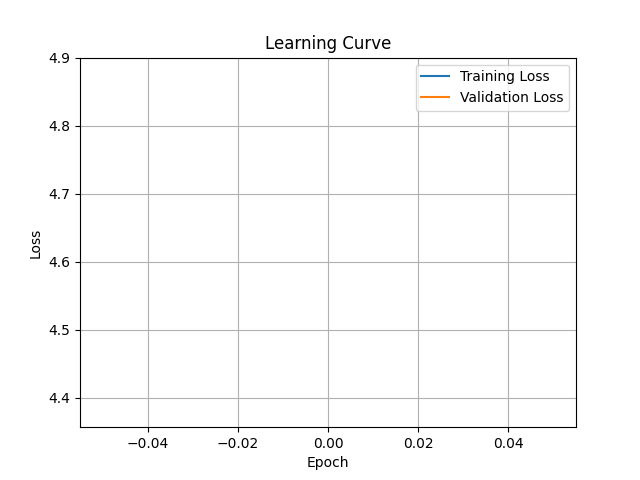 Learning Curve
4.9
4.8
4.7
4.6
4.5
4.4
Loss
Training Loss
Validation Loss
−0.04
−0.02
0.00
0.02
0.04
Epoch